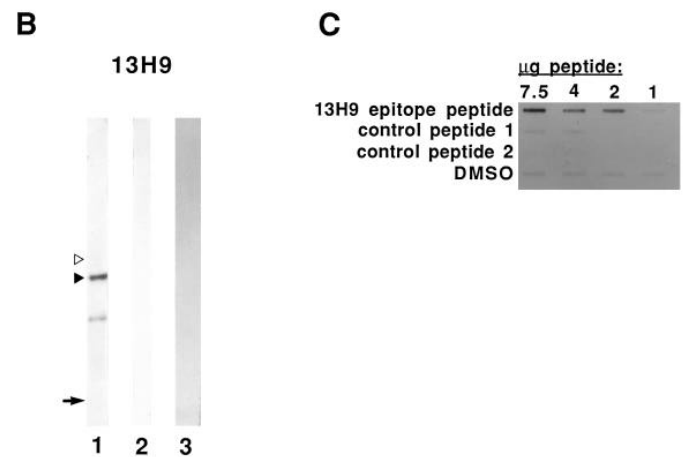 B
13H9
1 2 3
C
µg peptide:
7.5 4 2 1
13H9 epitope peptide
control peptide 1
control peptide 2
DMSO